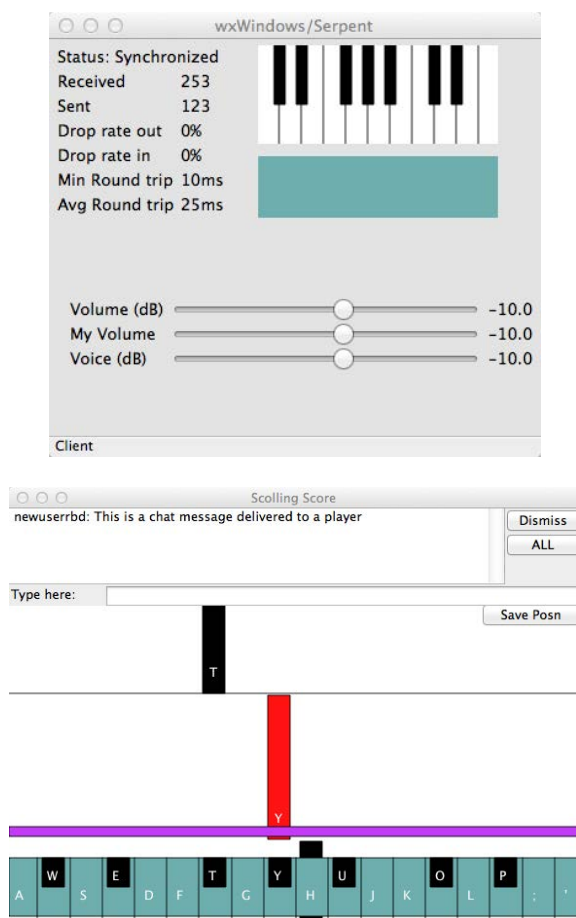 wxWindows/Serpent
Status: Synchronized
Received 253
Sent 123
Drop rate out 0%
Drop rate in 0%
Min Round trip 10ms
Avg Round trip 25ms
Volume (dB) -10.0
My Volume -10.0
Voice (dB) -10.0
Client
Scolling Score
newuserrbd: This is a chat message delivered to a player
Dismiss
ALL
Type here:
Save Posn
T
Y
W E T Y U O P
A S D F G H J K L ; '